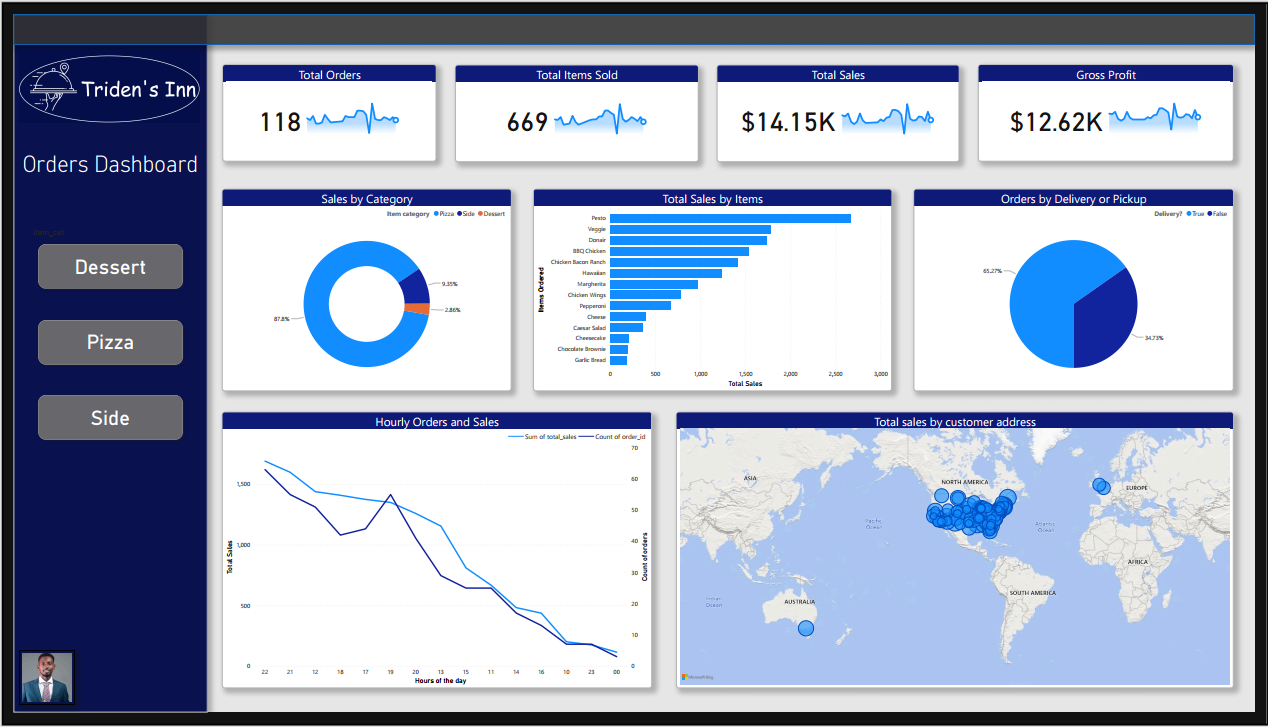 Triden's Inn
Orders Dashboard
item_cat
Dessert
Pizza
Side
Total Orders
118
Total Items Sold
669
Total Sales
$14.15K
Gross Profit
$12.62K
Sales by Category
Item category Pizza Side Dessert
9.35%
2.86%
87.8%
Total Sales by Items
Items Ordered
Pesto
Veggie
Donair
BBQ Chicken
Chicken Bacon Ranch
Hawaiian
Margherita
Chicken Wings
Pepperoni
Cheese
Caesar Salad
Cheesecake
Chocolate Brownie
Garlic Bread
0 500 1,000 1,500 2,000 2,500 3,000
Total Sales
Orders by Delivery or Pickup
Delivery? True False
65.27%
34.73%
Hourly Orders and Sales
Sum of total_sales Count of order_id
Total Sales
1,500
1,000
500
0
70
60
50
40
30
20
10
0
Count of orders
22 21 12 18 17 19 20 13 15 11 14 16 10 23 00
Hours of the day
Total sales by customer address
ASIA
NORTH AMERICA
EUROPE
Pacific
Ocean
Atlantic
Ocean
AFRICA
Indian
Ocean
AUSTRALIA
SOUTH AMERICA
Microsoft Bing